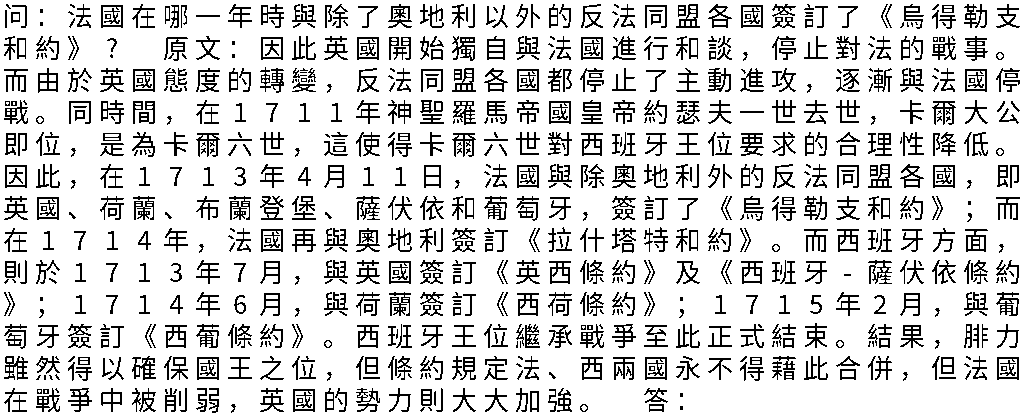 問：法國在哪一年時與除了奧地利以外的反法同盟各國簽訂了《烏得勒支
和約》？　原文：因此英國開始獨自與法國進行和談，停止對法的戰事。
而由於英國態度的轉變，反法同盟各國都停止了主動進攻，逐漸與法國停
戰。同時間，在１７１１年神聖羅馬帝國皇帝約瑟夫一世去世，卡爾大公
即位，是為卡爾六世，這使得卡爾六世對西班牙王位要求的合理性降低。
因此，在１７１３年４月１１日，法國與除奧地利外的反法同盟各國，即
英國、荷蘭、布蘭登堡、薩伏依和葡萄牙，簽訂了《烏得勒支和約》；而
在１７１４年，法國再與奧地利簽訂《拉什塔特和約》。而西班牙方面，
則於１７１３年７月，與英國簽訂《英西條約》及《西班牙-薩伏依條約
》；１７１４年６月，與荷蘭簽訂《西荷條約》；１７１５年２月，與葡
萄牙簽訂《西葡條約》。西班牙王位繼承戰爭至此正式結束。結果，腓力
雖然得以確保國王之位，但條約規定法、西兩國永不得藉此合併，但法國
在戰爭中被削弱，英國的勢力則大大加強。　答：